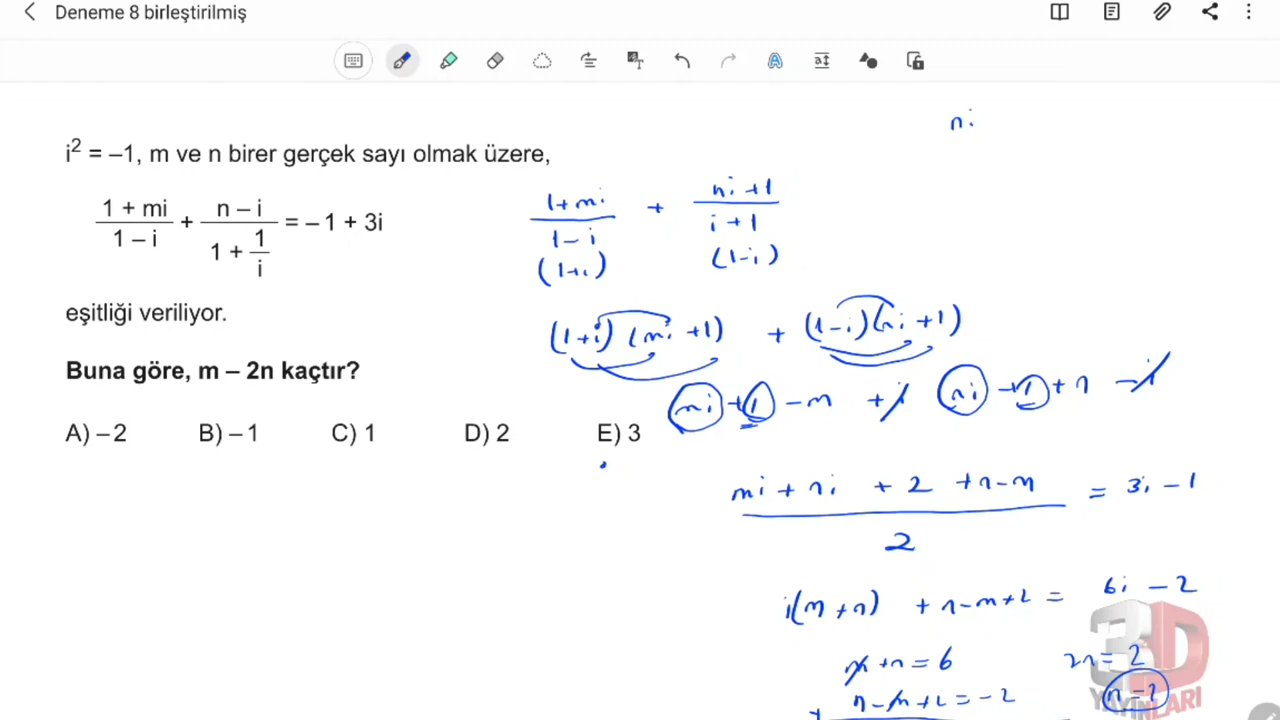 Deneme 8 birleştirilmiş
ni
i² = –1, m ve n birer gerçek sayı olmak üzere,
(1 + mi)/(1 – i) + (n – i)/(1 + 1/i) = – 1 + 3i
eşitliği veriliyor.
Buna göre, m – 2n kaçtır?
A) – 2 B) – 1 C) 1 D) 2 E) 3
(1+mi)/(1–i) + (ni+1)/(i+1)
(1+i) (1–i)
(1+i)(mi+1) + (1–i)(ni+1)
mi +1 –m +i ni +1 +n –i
(mi + ni + 2 + n–m)/2 = 3i – 1
i(m+n) + n–m+2 = 6i – 2
m+n = 6 2n = 2
n–m+2 = –2
+
3D
YAYINLARI